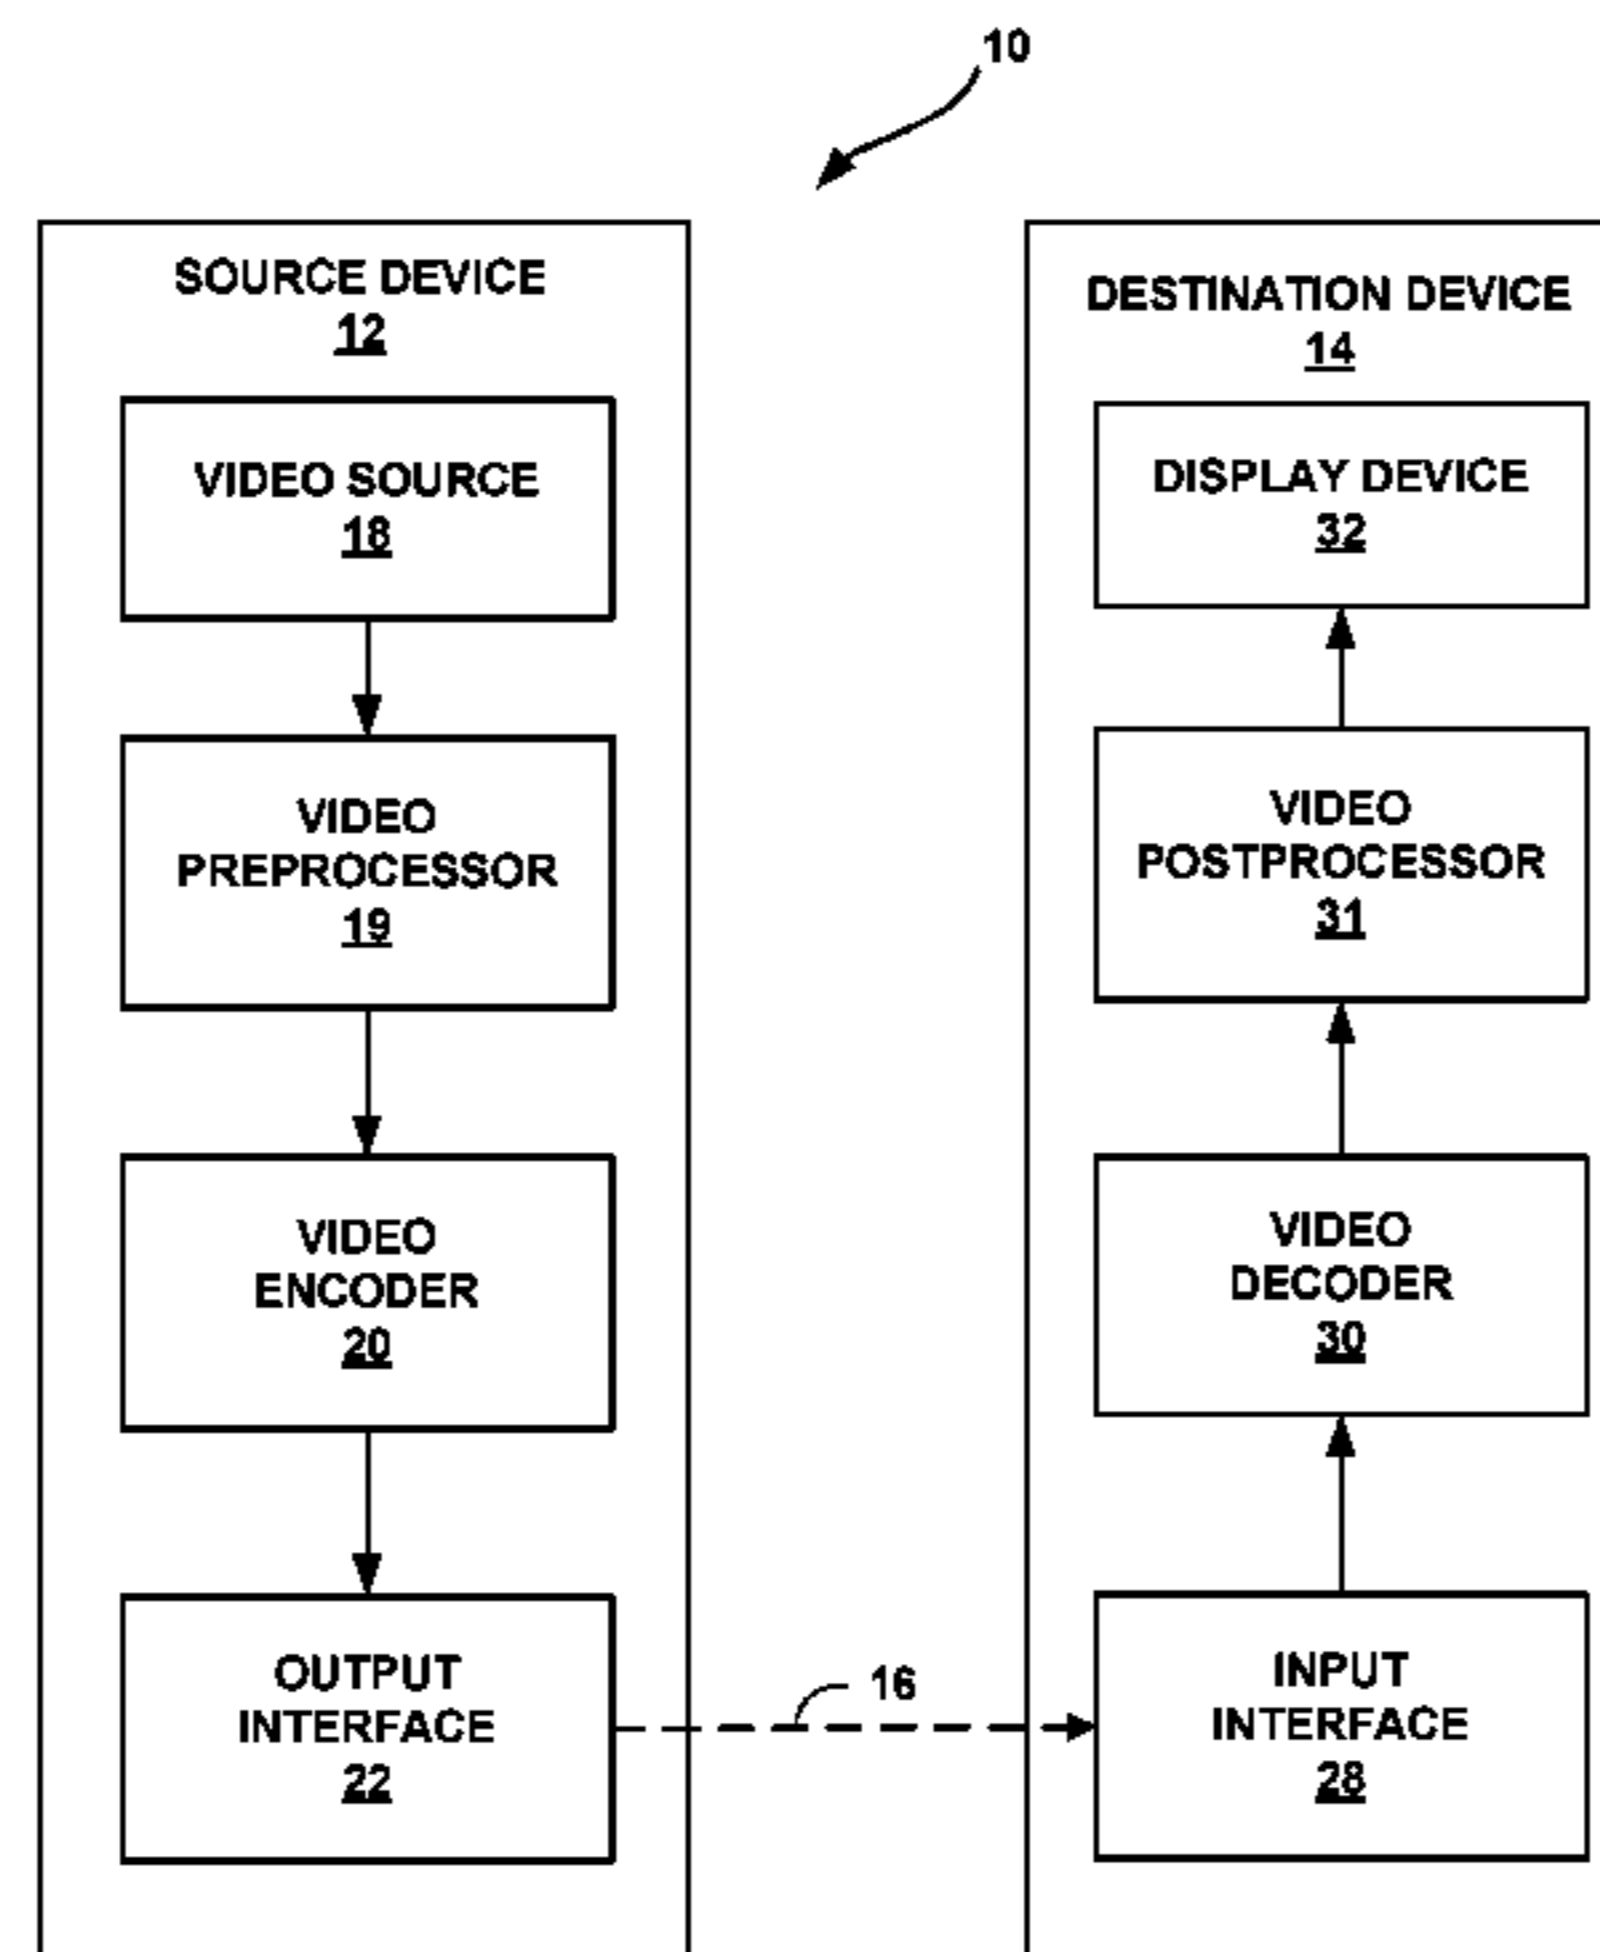 10
SOURCE DEVICE
12
VIDEO SOURCE
18
VIDEO
PREPROCESSOR
19
VIDEO
ENCODER
20
OUTPUT
INTERFACE
22
16
DESTINATION DEVICE
14
DISPLAY DEVICE
32
VIDEO
POSTPROCESSOR
31
VIDEO
DECODER
30
INPUT
INTERFACE
28